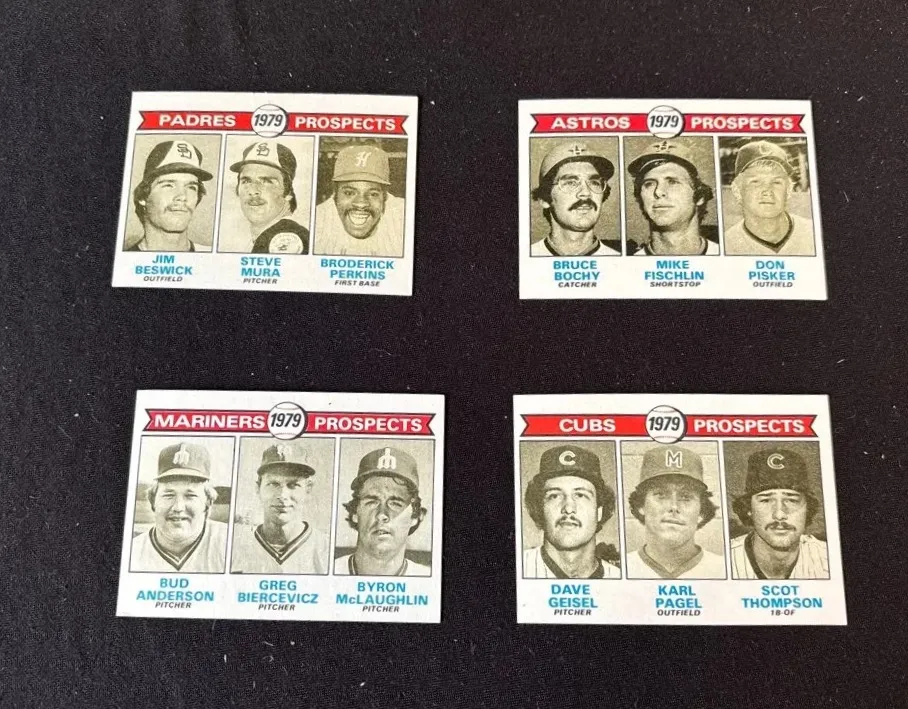 PADRES 1979 PROSPECTS
SD
SD
H
JIM
BESWICK
OUTFIELD
STEVE
MURA
PITCHER
BRODERICK
PERKINS
FIRST BASE
ASTROS 1979 PROSPECTS
BRUCE
BOCHY
CATCHER
MIKE
FISCHLIN
SHORTSTOP
DON
PISKER
OUTFIELD
MARINERS 1979 PROSPECTS
BUD
ANDERSON
PITCHER
GREG
BIERCEVICZ
PITCHER
BYRON
McLAUGHLIN
PITCHER
CUBS 1979 PROSPECTS
C
M
C
DAVE
GEISEL
PITCHER
KARL
PAGEL
OUTFIELD
SCOT
THOMPSON
1B-OF